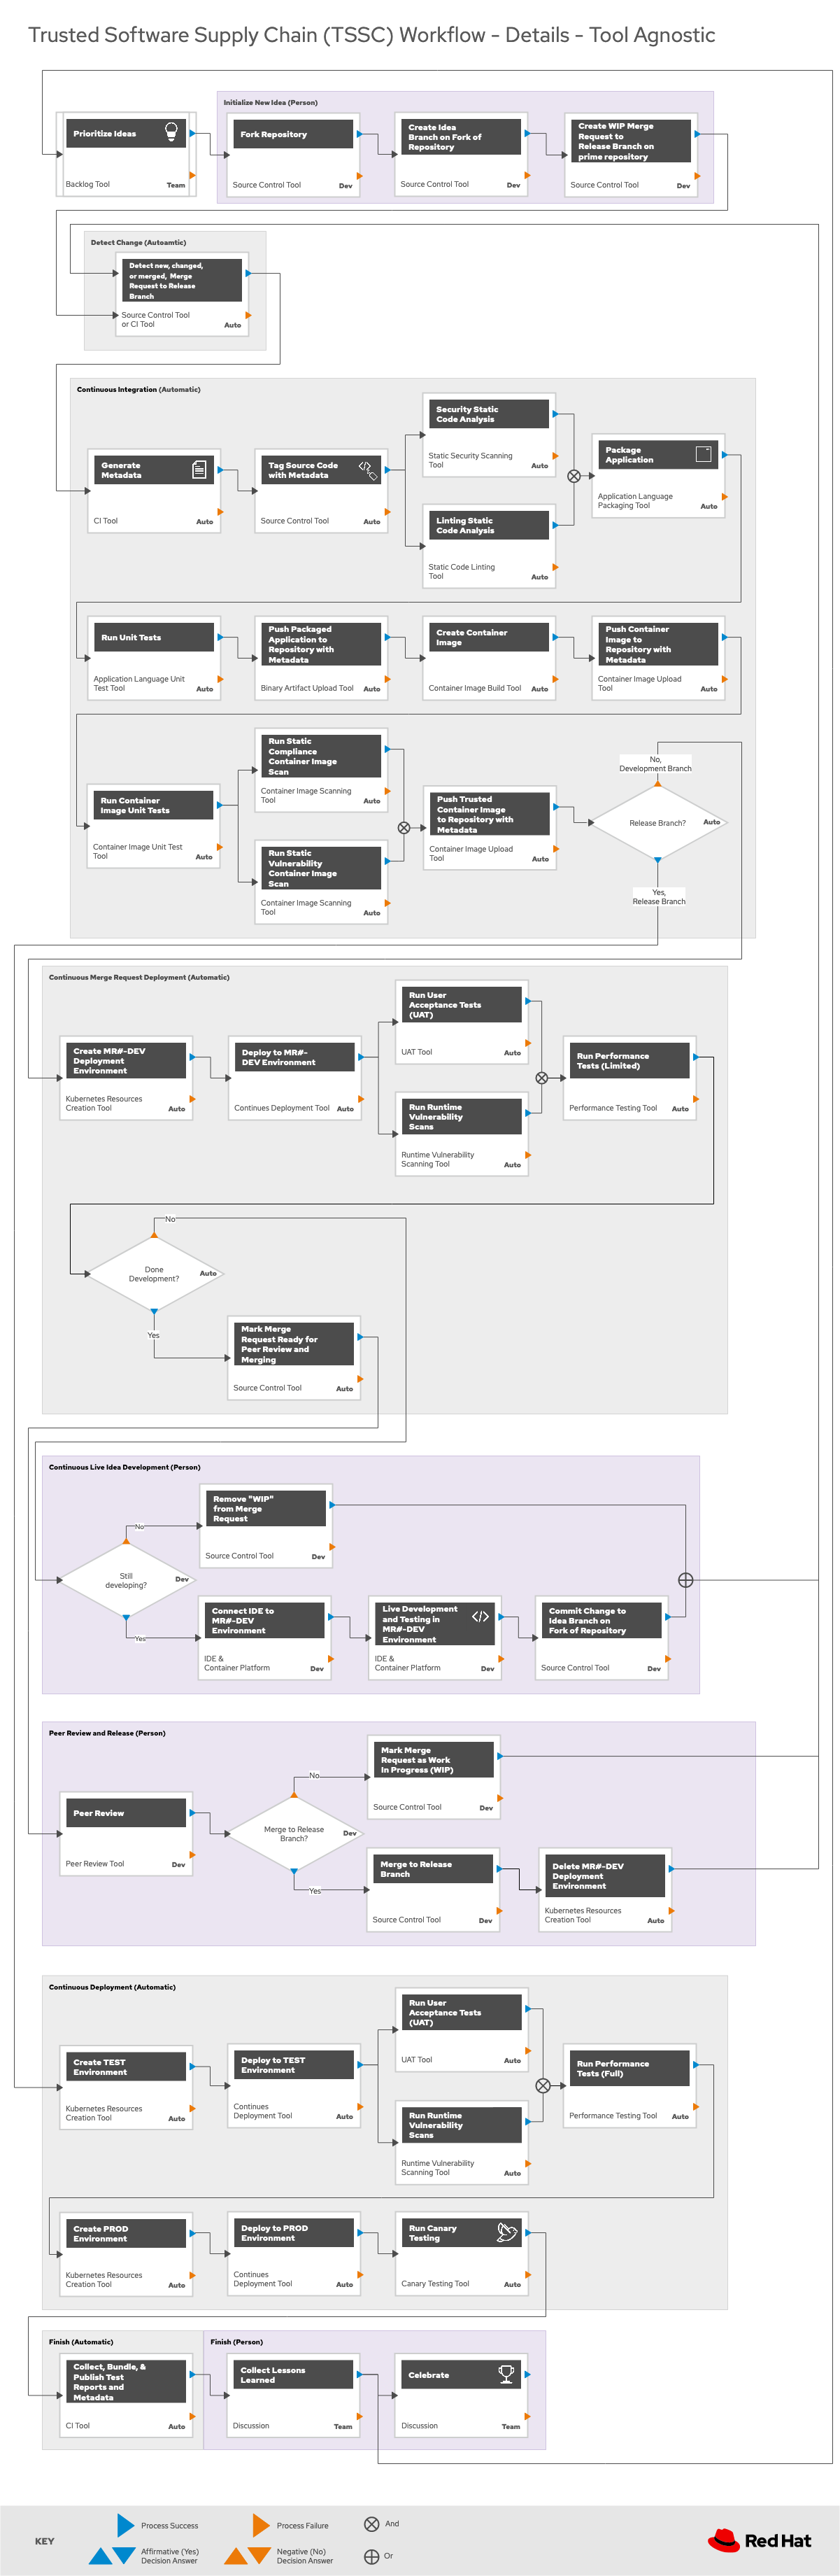 Trusted Software Supply Chain (TSSC) Workflow - Details - Tool Agnostic
Prioritize Ideas
Backlog Tool
Team
Initialize New Idea (Person)
Fork Repository
Source Control Tool
Dev
Create Idea
Branch on Fork of
Repository
Source Control Tool
Dev
Create WIP Merge
Request to
Release Branch on
prime repository
Source Control Tool
Dev
Detect Change (Autoamtic)
Detect new, changed,
or merged, Merge
Request to Release
Branch
Source Control Tool
or CI Tool
Auto
Continuous Integration (Automatic)
Generate
Metadata
CI Tool
Auto
Tag Source Code
with Metadata
Source Control Tool
Auto
Security Static
Code Analysis
Static Security Scanning
Tool
Auto
Linting Static
Code Analysis
Static Code Linting
Tool
Auto
Package
Application
Application Language
Packaging Tool
Auto
Run Unit Tests
Application Language Unit
Test Tool
Auto
Push Packaged
Application to
Repository with
Metadata
Binary Artifact Upload Tool
Auto
Create Container
Image
Container Image Build Tool
Auto
Push Container
Image to
Repository with
Metadata
Container Image Upload
Tool
Auto
Run Container
Image Unit Tests
Container Image Unit Test
Tool
Auto
Run Static
Compliance
Container Image
Scan
Container Image Scanning
Tool
Auto
Run Static
Vulnerability
Container Image
Scan
Container Image Scanning
Tool
Auto
Push Trusted
Container Image
to Repository with
Metadata
Container Image Upload
Tool
Auto
No,
Development Branch
Release Branch?
Auto
Yes,
Release Branch
Continuous Merge Request Deployment (Automatic)
Create MR#-DEV
Deployment
Environment
Kubernetes Resources
Creation Tool
Auto
Deploy to MR#-
DEV Environment
Continues Deployment Tool
Auto
Run User
Acceptance Tests
(UAT)
UAT Tool
Auto
Run Runtime
Vulnerability
Scans
Runtime Vulnerability
Scanning Tool
Auto
Run Performance
Tests (Limited)
Performance Testing Tool
Auto
No
Done
Development?
Auto
Yes
Mark Merge
Request Ready for
Peer Review and
Merging
Source Control Tool
Auto
Continuous Live Idea Development (Person)
No
Still
developing?
Dev
Yes
Remove "WIP"
from Merge
Request
Source Control Tool
Dev
Connect IDE to
MR#-DEV
Environment
IDE &
Container Platform
Dev
Live Development
and Testing in
MR#-DEV
Environment
IDE &
Container Platform
Dev
Commit Change to
Idea Branch on
Fork of Repository
Source Control Tool
Dev
Peer Review and Release (Person)
Peer Review
Peer Review Tool
Dev
No
Merge to Release
Branch?
Dev
Yes
Mark Merge
Request as Work
In Progress (WIP)
Source Control Tool
Dev
Merge to Release
Branch
Source Control Tool
Dev
Delete MR#-DEV
Deployment
Environment
Kubernetes Resources
Creation Tool
Auto
Continuous Deployment (Automatic)
Create TEST
Environment
Kubernetes Resources
Creation Tool
Auto
Deploy to TEST
Environment
Continues
Deployment Tool
Auto
Run User
Acceptance Tests
(UAT)
UAT Tool
Auto
Run Runtime
Vulnerability
Scans
Runtime Vulnerability
Scanning Tool
Auto
Run Performance
Tests (Full)
Performance Testing Tool
Auto
Create PROD
Environment
Kubernetes Resources
Creation Tool
Auto
Deploy to PROD
Environment
Continues
Deployment Tool
Auto
Run Canary
Testing
Canary Testing Tool
Auto
Finish (Automatic)
Collect, Bundle, &
Publish Test
Reports and
Metadata
CI Tool
Auto
Finish (Person)
Collect Lessons
Learned
Discussion
Team
Celebrate
Discussion
Team
KEY
Process Success
Process Failure
And
Affirmative (Yes)
Decision Answer
Negative (No)
Decision Answer
Or
Red Hat